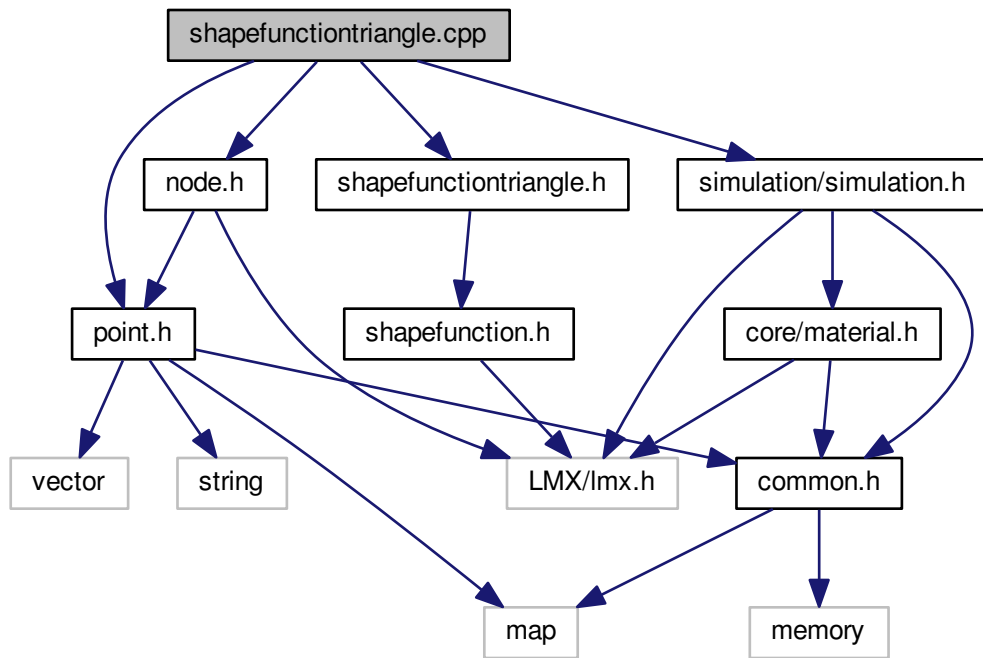 shapefunctiontriangle.cpp
node.h
shapefunctiontriangle.h
simulation/simulation.h
point.h
shapefunction.h
core/material.h
vector
string
LMX/lmx.h
common.h
map
memory